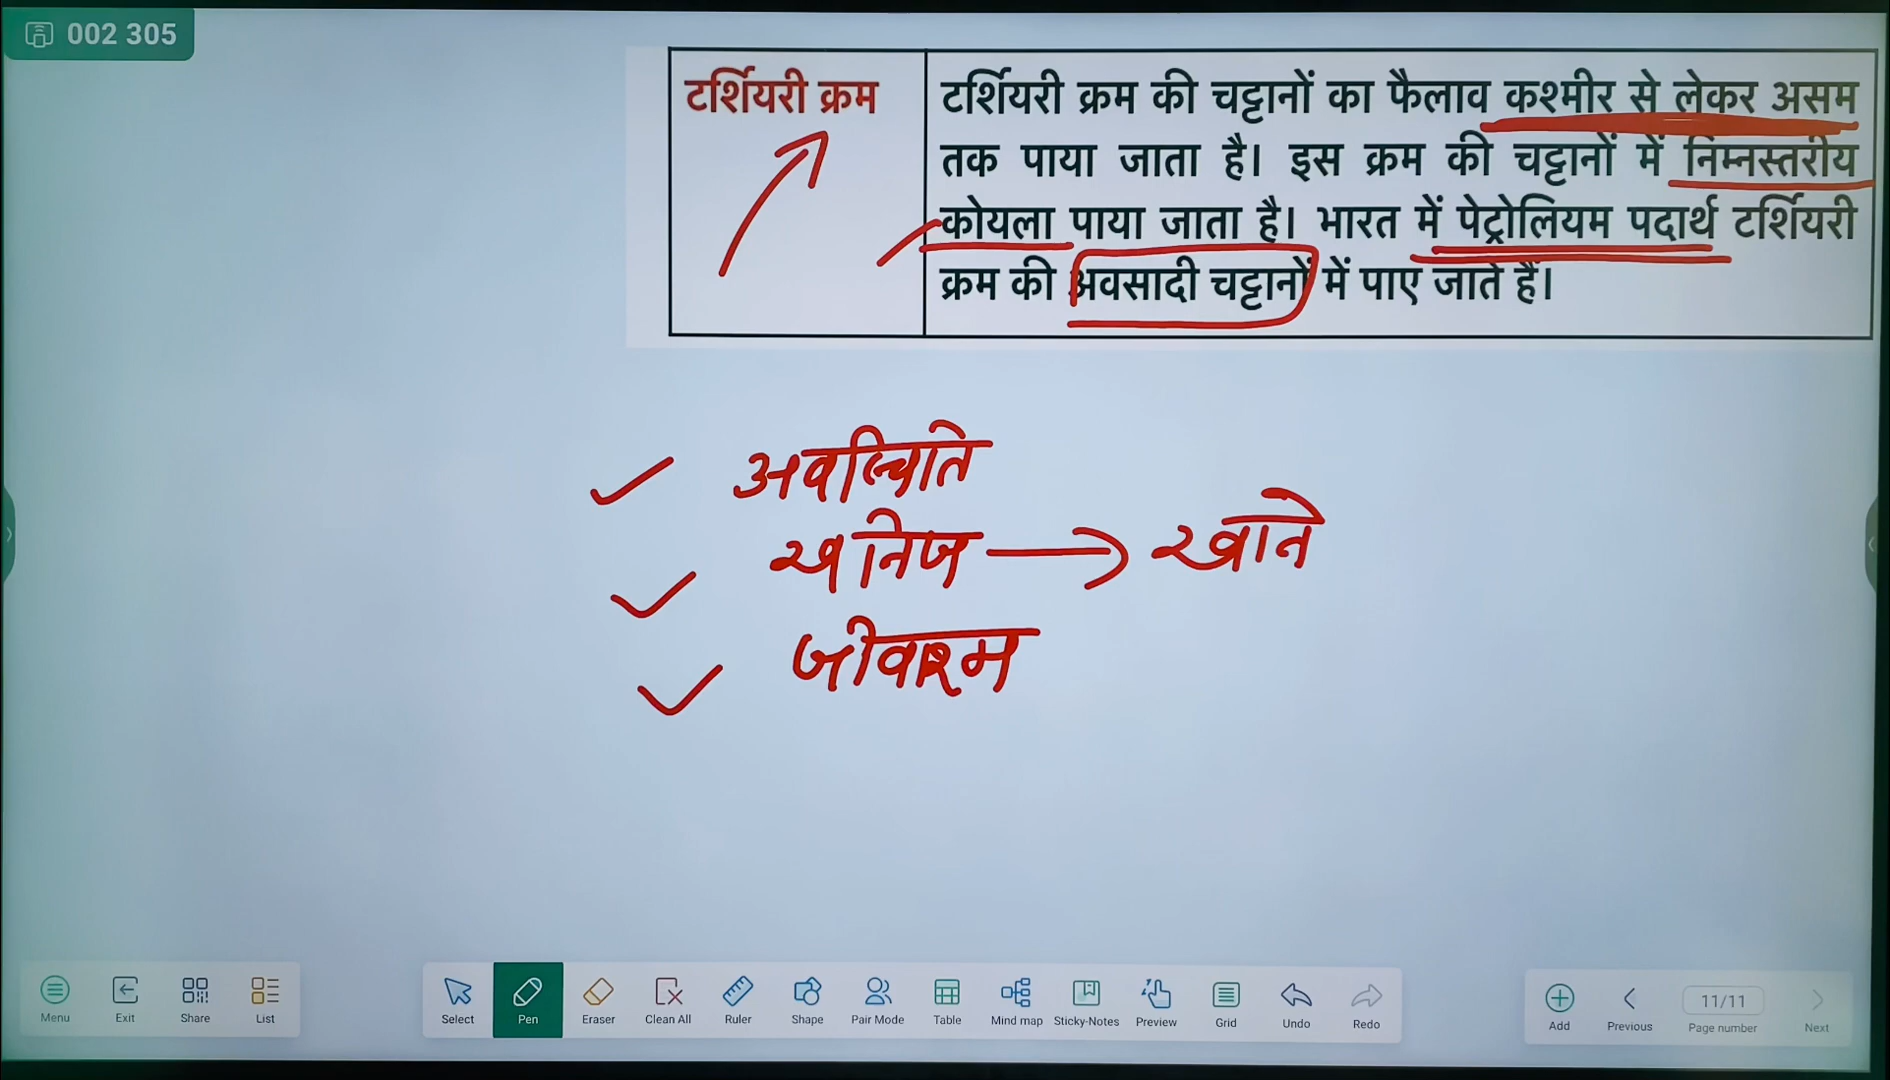 002 305
टर्शियरी क्रम
टर्शियरी क्रम की चट्टानों का फैलाव कश्मीर से लेकर असम
तक पाया जाता है। इस क्रम की चट्टानों में निम्नस्तरीय
कोयला पाया जाता है। भारत में पेट्रोलियम पदार्थ टर्शियरी
क्रम की अवसादी चट्टानों में पाए जाते हैं।
अवस्थिति
खनिज → खाने
जीवाश्म
Menu Exit Share List
Select Pen Eraser Clean All Ruler Shape Pair Mode Table Mind map Sticky-Notes Preview Grid Undo Redo
Add Previous 11/11 Page number Next